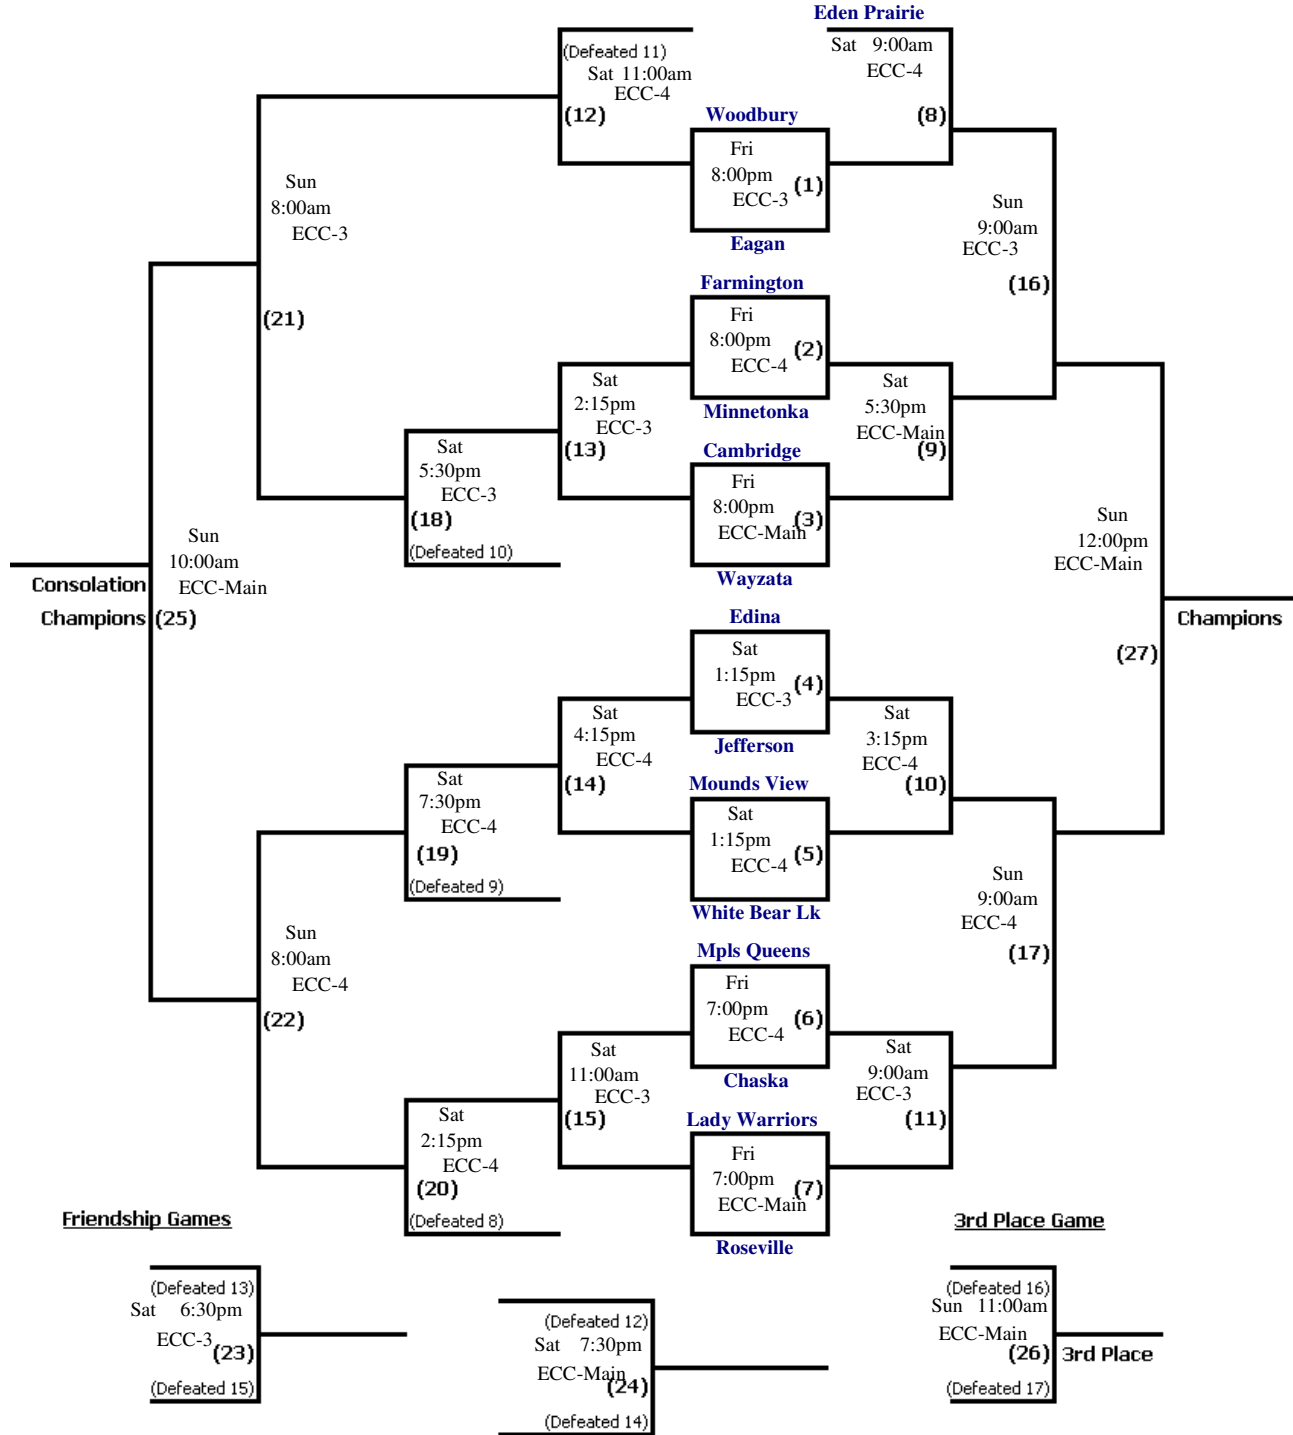 Eden Prairie
(Defeated 11)
Sat 11:00am
ECC-4
(12)
Sat 9:00am
ECC-4
(8)
Woodbury
Fri
8:00pm
ECC-3
(1)
Eagan
Sun
8:00am
ECC-3
(21)
Sun
9:00am
ECC-3
(16)
Farmington
Fri
8:00pm
ECC-4
(2)
Minnetonka
Sat
2:15pm
ECC-3
(13)
Sat
5:30pm
ECC-Main
(9)
Cambridge
Fri
8:00pm
ECC-Main
(3)
Wayzata
Sat
5:30pm
ECC-3
(18)
(Defeated 10)
Sun
10:00am
ECC-Main
Consolation
Champions (25)
Sun
12:00pm
ECC-Main
(27)
Champions
Edina
Sat
1:15pm
ECC-3
(4)
Jefferson
Sat
4:15pm
ECC-4
(14)
Sat
3:15pm
ECC-4
(10)
Mounds View
Sat
1:15pm
ECC-4
(5)
White Bear Lk
Sat
7:30pm
ECC-4
(19)
(Defeated 9)
Sun
9:00am
ECC-4
(17)
Sun
8:00am
ECC-4
(22)
Mpls Queens
Fri
7:00pm
ECC-4
(6)
Chaska
Sat
11:00am
ECC-3
(15)
Sat
9:00am
ECC-3
(11)
Lady Warriors
Fri
7:00pm
ECC-Main
(7)
Roseville
Sat
2:15pm
ECC-4
(20)
(Defeated 8)
Friendship Games
(Defeated 13)
Sat 6:30pm
ECC-3
(23)
(Defeated 15)
(Defeated 12)
Sat 7:30pm
ECC-Main
(24)
(Defeated 14)
3rd Place Game
(Defeated 16)
Sun 11:00am
ECC-Main
(26) 3rd Place
(Defeated 17)